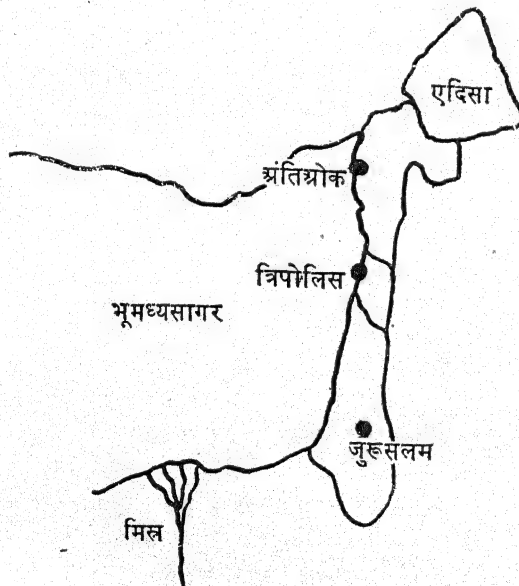 एदिसा
अंतिओक
त्रिपोलिस
भूमध्यसागर
जुरूसलम
मिस्र